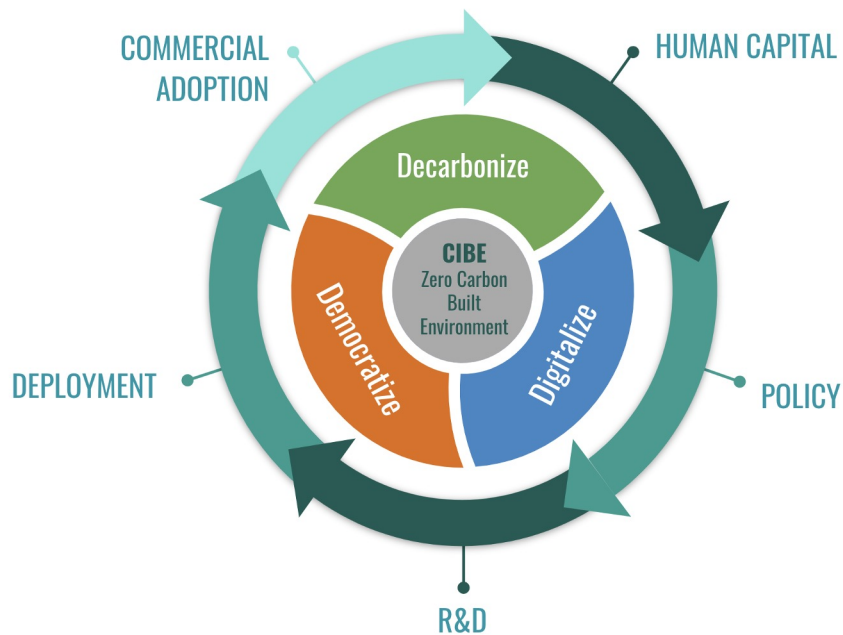 COMMERCIAL
ADOPTION
HUMAN CAPITAL
Decarbonize
CIBE
Zero Carbon
Built
Environment
Democratize
Digitalize
DEPLOYMENT
POLICY
R&D